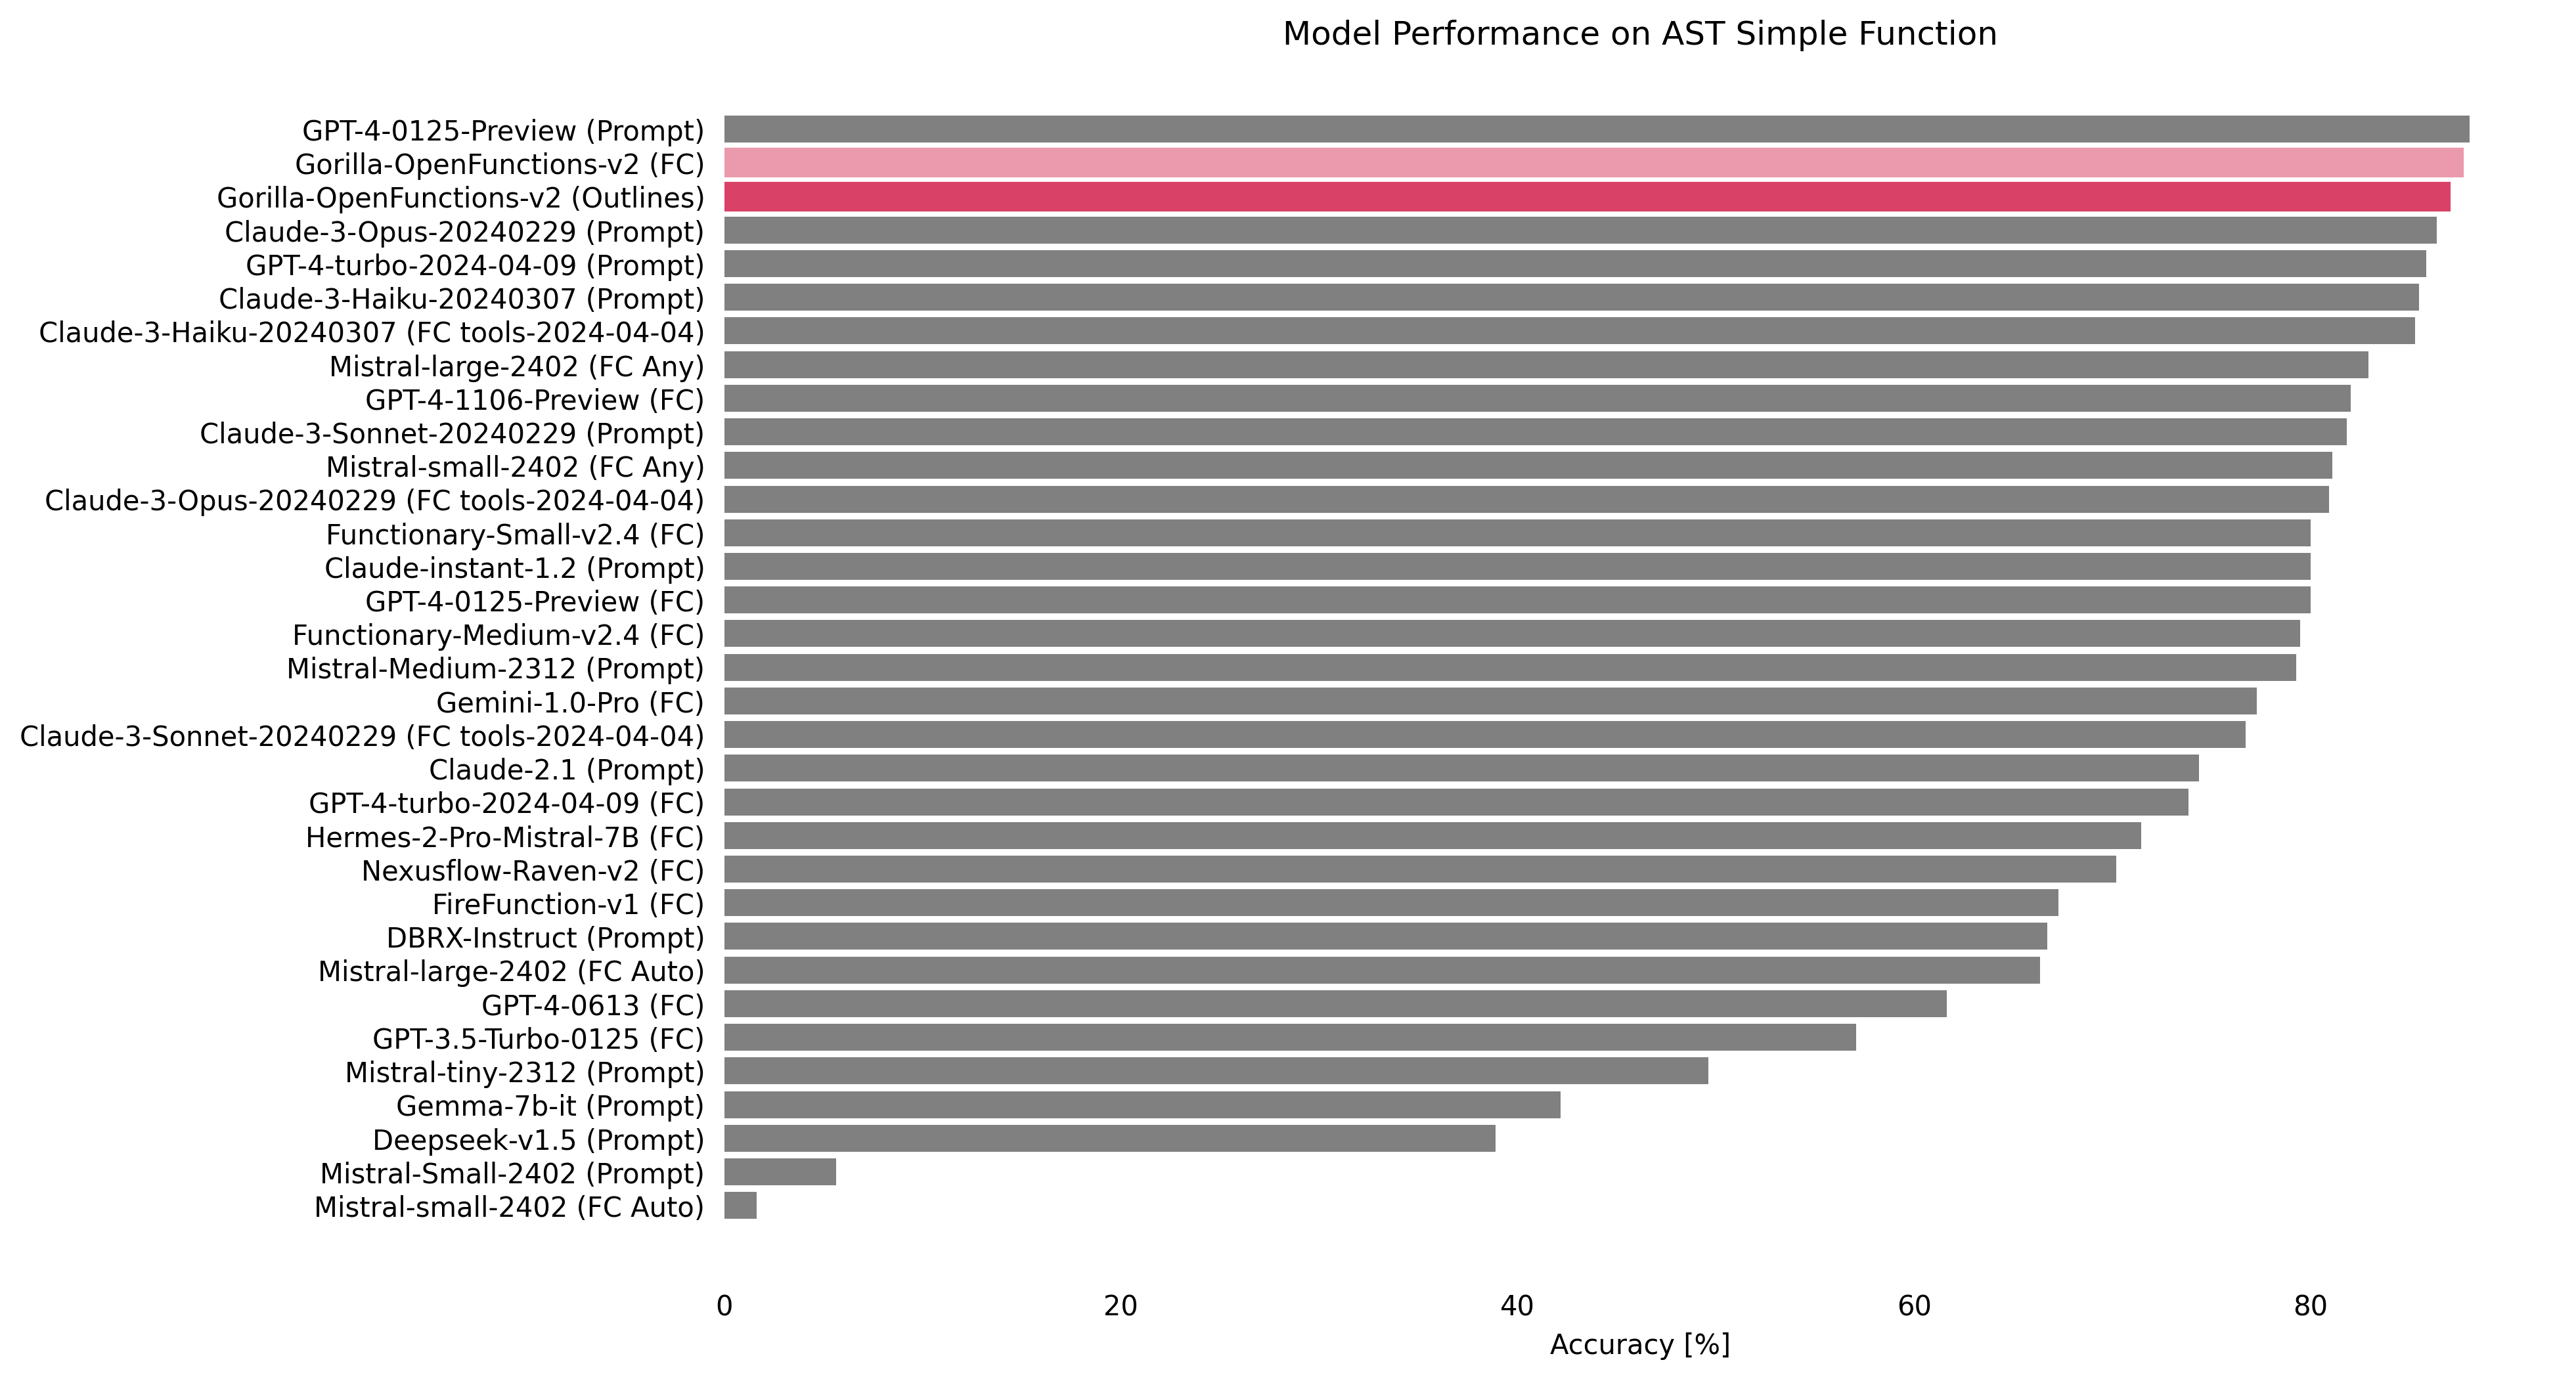 Model Performance on AST Simple Function
GPT-4-0125-Preview (Prompt)
Gorilla-OpenFunctions-v2 (FC)
Gorilla-OpenFunctions-v2 (Outlines)
Claude-3-Opus-20240229 (Prompt)
GPT-4-turbo-2024-04-09 (Prompt)
Claude-3-Haiku-20240307 (Prompt)
Claude-3-Haiku-20240307 (FC tools-2024-04-04)
Mistral-large-2402 (FC Any)
GPT-4-1106-Preview (FC)
Claude-3-Sonnet-20240229 (Prompt)
Mistral-small-2402 (FC Any)
Claude-3-Opus-20240229 (FC tools-2024-04-04)
Functionary-Small-v2.4 (FC)
Claude-instant-1.2 (Prompt)
GPT-4-0125-Preview (FC)
Functionary-Medium-v2.4 (FC)
Mistral-Medium-2312 (Prompt)
Gemini-1.0-Pro (FC)
Claude-3-Sonnet-20240229 (FC tools-2024-04-04)
Claude-2.1 (Prompt)
GPT-4-turbo-2024-04-09 (FC)
Hermes-2-Pro-Mistral-7B (FC)
Nexusflow-Raven-v2 (FC)
FireFunction-v1 (FC)
DBRX-Instruct (Prompt)
Mistral-large-2402 (FC Auto)
GPT-4-0613 (FC)
GPT-3.5-Turbo-0125 (FC)
Mistral-tiny-2312 (Prompt)
Gemma-7b-it (Prompt)
Deepseek-v1.5 (Prompt)
Mistral-Small-2402 (Prompt)
Mistral-small-2402 (FC Auto)
0 20 40 60 80
Accuracy [%]